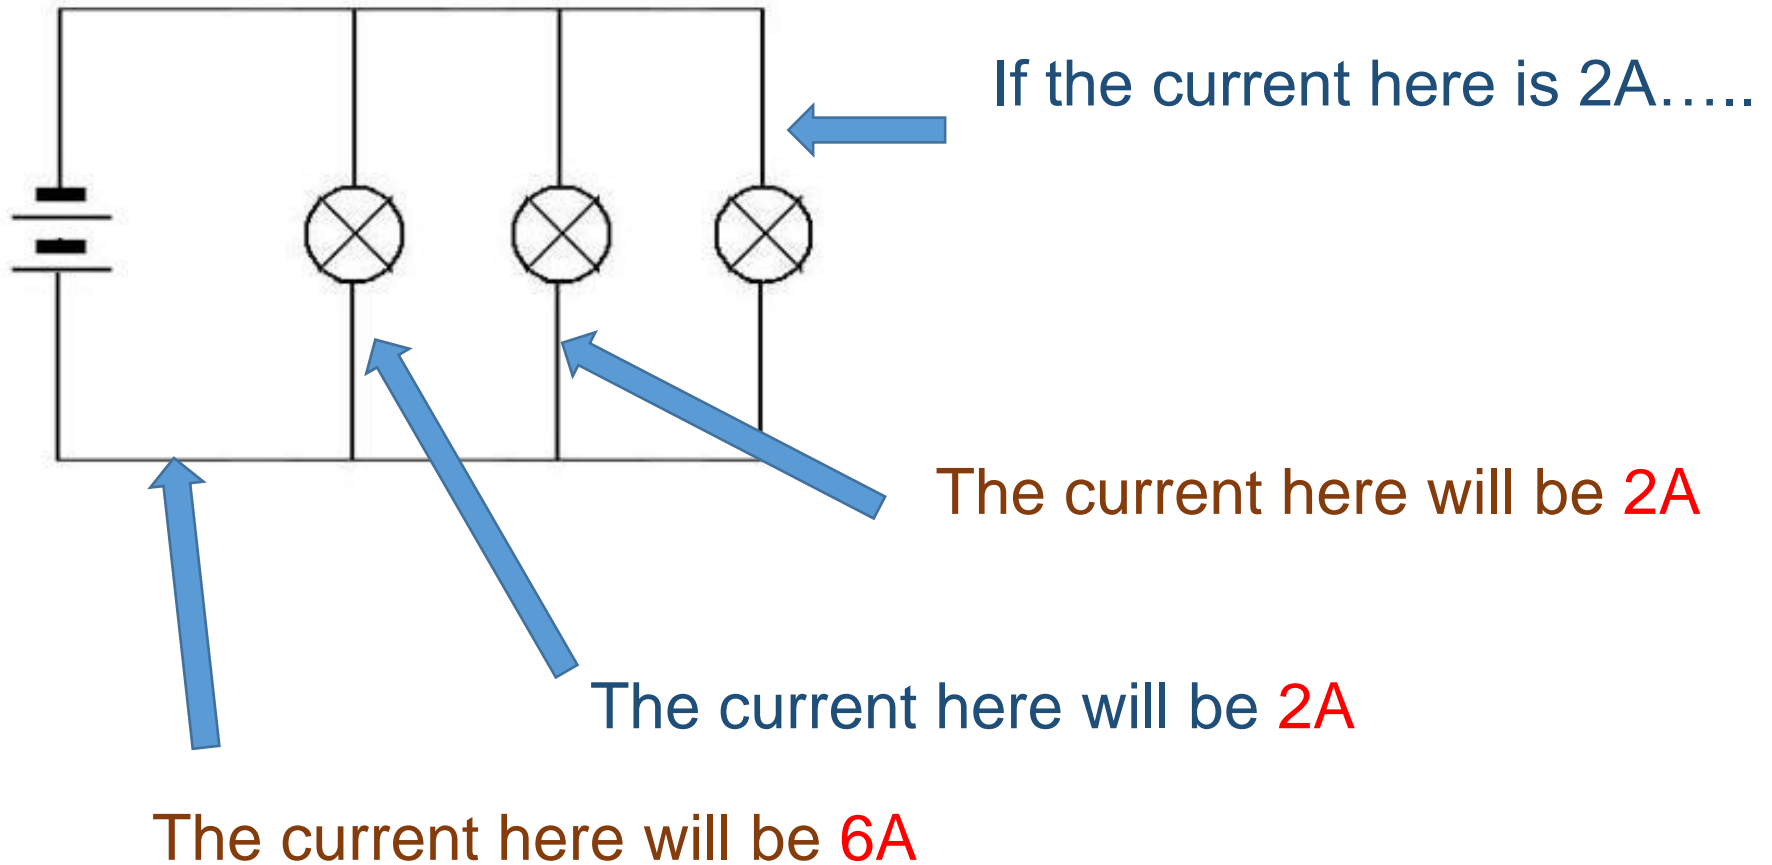 If the current here is 2A…..
The current here will be 2A
The current here will be 2A
The current here will be 6A